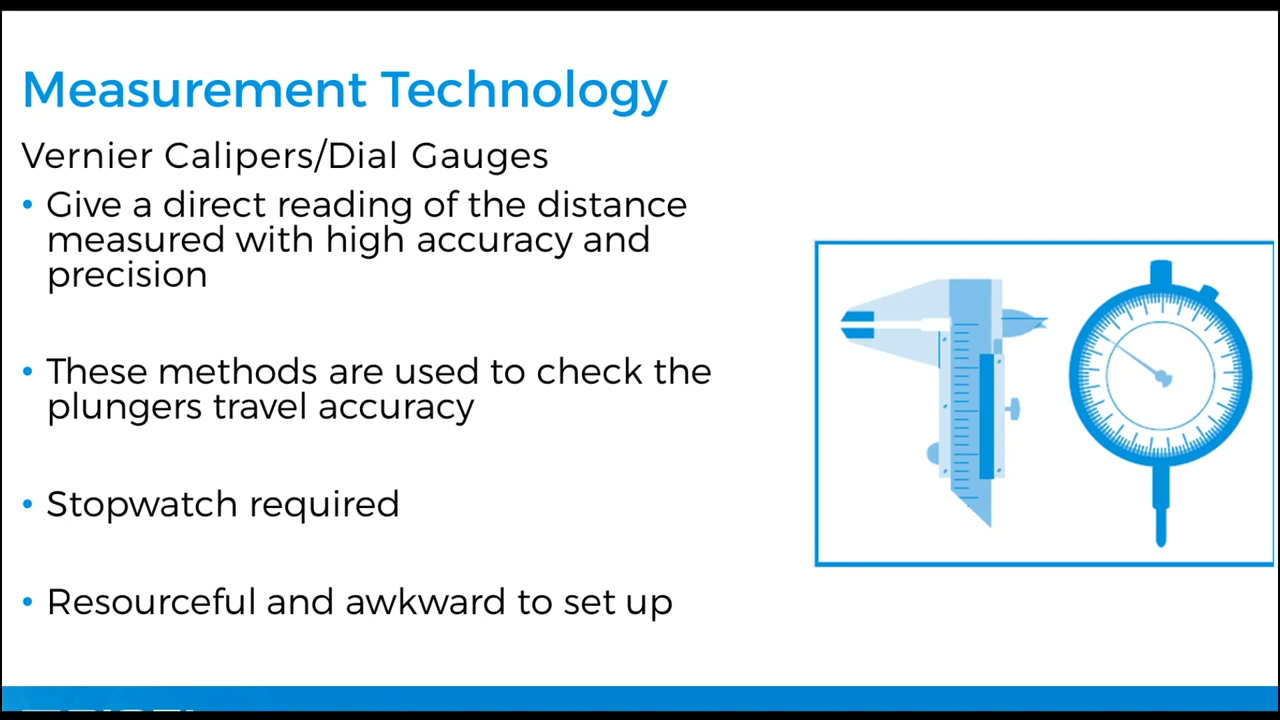 Measurement Technology
Vernier Calipers/Dial Gauges
• Give a direct reading of the distance
measured with high accuracy and
precision
• These methods are used to check the
plungers travel accuracy
• Stopwatch required
• Resourceful and awkward to set up